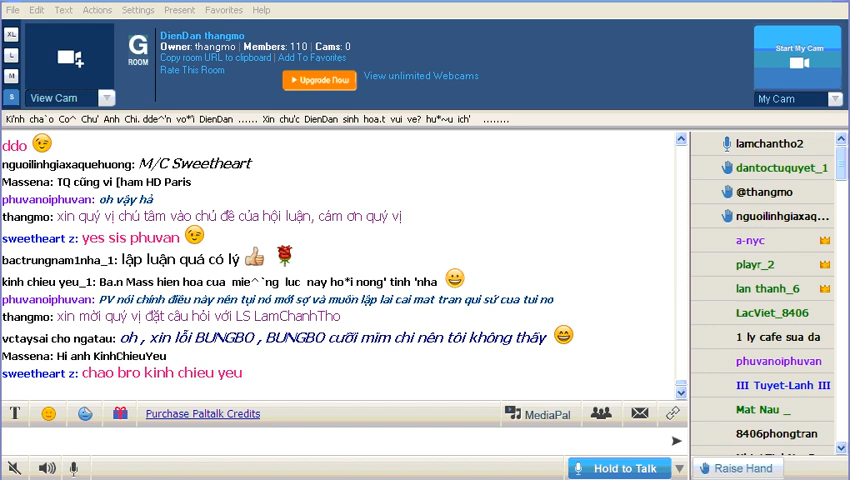 File Edit Text Actions Settings Present Favorites Help
XL
L
M
S
View Cam
G
ROOM
DienDan thangmo
Owner: thangmo | Members: 110 | Cams: 0
Copy room URL to clipboard | Add To Favorites
Rate This Room
Upgrade Now
View unlimited Webcams
Start My Cam
My Cam
Ki'nh cha`o Co^ Chu' Anh Chi. dde^'n vo*'i DienDan ...... Xin chu'c DienDan sinh hoa.t vui ve? hu*~u ich' ........
ddo
nguoilinhgiaxaquehuong: M/C Sweetheart
Massena: TQ cũng vi [ham HD Paris
phuvanoiphuvan: oh vậy hả
thangmo: xin quý vị chú tâm vào chủ đề của hội luận, cám ơn quý vị
sweetheart z: yes sis phuvan
bactrungnam1nha_1: lập luận quá có lý
kinh chieu yeu_1: Ba.n Mass hien hoa cua mie^`ng luc nay ho*i nong' tinh 'nha
phuvanoiphuvan: PV nói chính điều này nên tụi nó mới sợ và muốn lập lai cai mat tran qui sứ cua tui no
thangmo: xin mời quý vị đặt câu hỏi với LS LamChanhTho
vctaysai cho ngatau: oh , xin lỗi BUNGBO , BUNGBO cưỡi mim chi nên tôi không thấy
Massena: Hi anh KinhChieuYeu
sweetheart z: chao bro kinh chieu yeu
T
Purchase Paltalk Credits
MediaPal
Hold to Talk
lamchantho2
dantoctuquyet_1
@thangmo
nguoilinhgiaxaq...
a-nyc
playr_2
lan thanh_6
LacViet_8406
1 ly cafe sua da
phuvanoiphuvan
III Tuyet-Lanh III
Mat Nau _
8406phongtran
Raise Hand